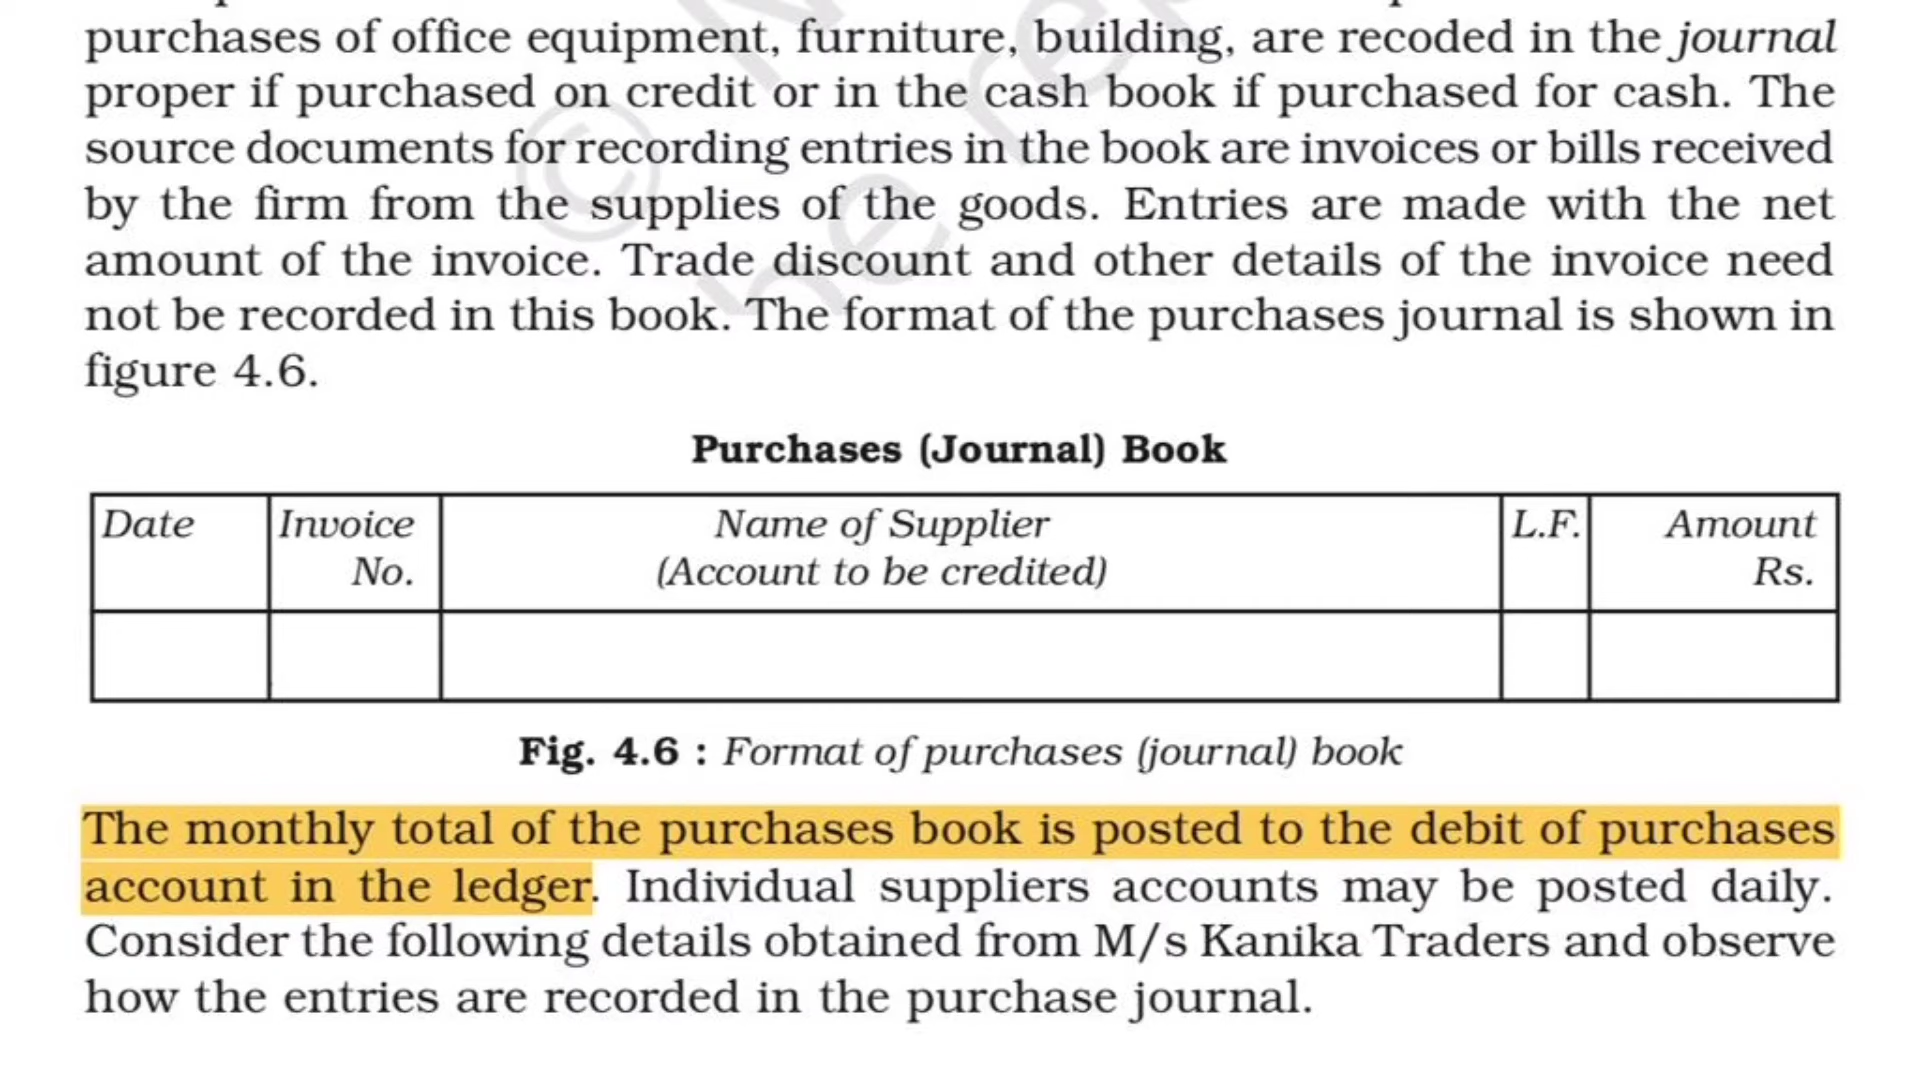 purchases of office equipment, furniture, building, are recoded in the journal
proper if purchased on credit or in the cash book if purchased for cash. The
source documents for recording entries in the book are invoices or bills received
by the firm from the supplies of the goods. Entries are made with the net
amount of the invoice. Trade discount and other details of the invoice need
not be recorded in this book. The format of the purchases journal is shown in
figure 4.6.
Purchases (Journal) Book
Date Invoice Name of Supplier L.F. Amount
No. (Account to be credited) Rs.
Fig. 4.6 : Format of purchases (journal) book
The monthly total of the purchases book is posted to the debit of purchases
account in the ledger. Individual suppliers accounts may be posted daily.
Consider the following details obtained from M/s Kanika Traders and observe
how the entries are recorded in the purchase journal.